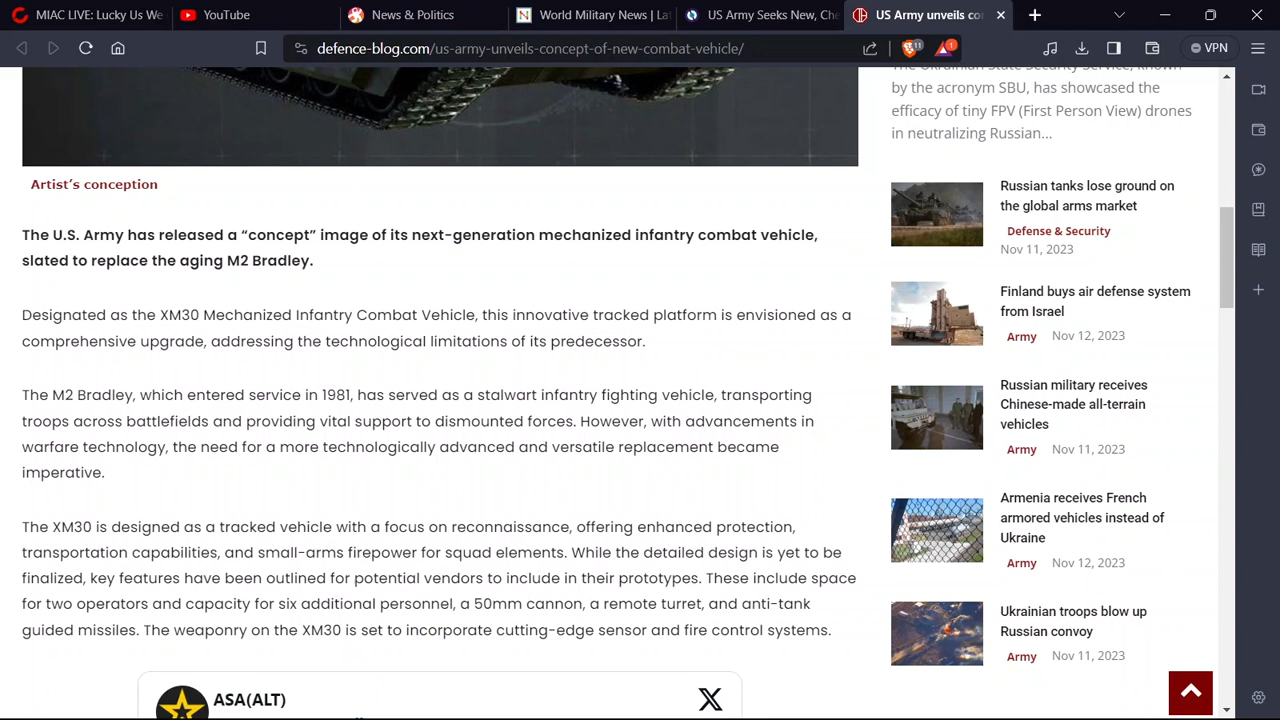 MIAC LIVE: Lucky Us We
YouTube
News & Politics
World Military News | La
US Army Seeks New, Che
US Army unveils co
defence-blog.com/us-army-unveils-concept-of-new-combat-vehicle/
11
1
VPN
Artist’s conception
The U.S. Army has released a “concept” image of its next-generation mechanized infantry combat vehicle,
slated to replace the aging M2 Bradley.
Designated as the XM30 Mechanized Infantry Combat Vehicle, this innovative tracked platform is envisioned as a
comprehensive upgrade, addressing the technological limitations of its predecessor.
The M2 Bradley, which entered service in 1981, has served as a stalwart infantry fighting vehicle, transporting
troops across battlefields and providing vital support to dismounted forces. However, with advancements in
warfare technology, the need for a more technologically advanced and versatile replacement became
imperative.
The XM30 is designed as a tracked vehicle with a focus on reconnaissance, offering enhanced protection,
transportation capabilities, and small-arms firepower for squad elements. While the detailed design is yet to be
finalized, key features have been outlined for potential vendors to include in their prototypes. These include space
for two operators and capacity for six additional personnel, a 50mm cannon, a remote turret, and anti-tank
guided missiles. The weaponry on the XM30 is set to incorporate cutting-edge sensor and fire control systems.
ASA(ALT)
The Ukrainian State Security Service, known
by the acronym SBU, has showcased the
efficacy of tiny FPV (First Person View) drones
in neutralizing Russian...
Russian tanks lose ground on
the global arms market
Defense & Security
Nov 11, 2023
Finland buys air defense system
from Israel
Army Nov 12, 2023
Russian military receives
Chinese-made all-terrain
vehicles
Army Nov 11, 2023
Armenia receives French
armored vehicles instead of
Ukraine
Army Nov 12, 2023
Ukrainian troops blow up
Russian convoy
Army Nov 11, 2023